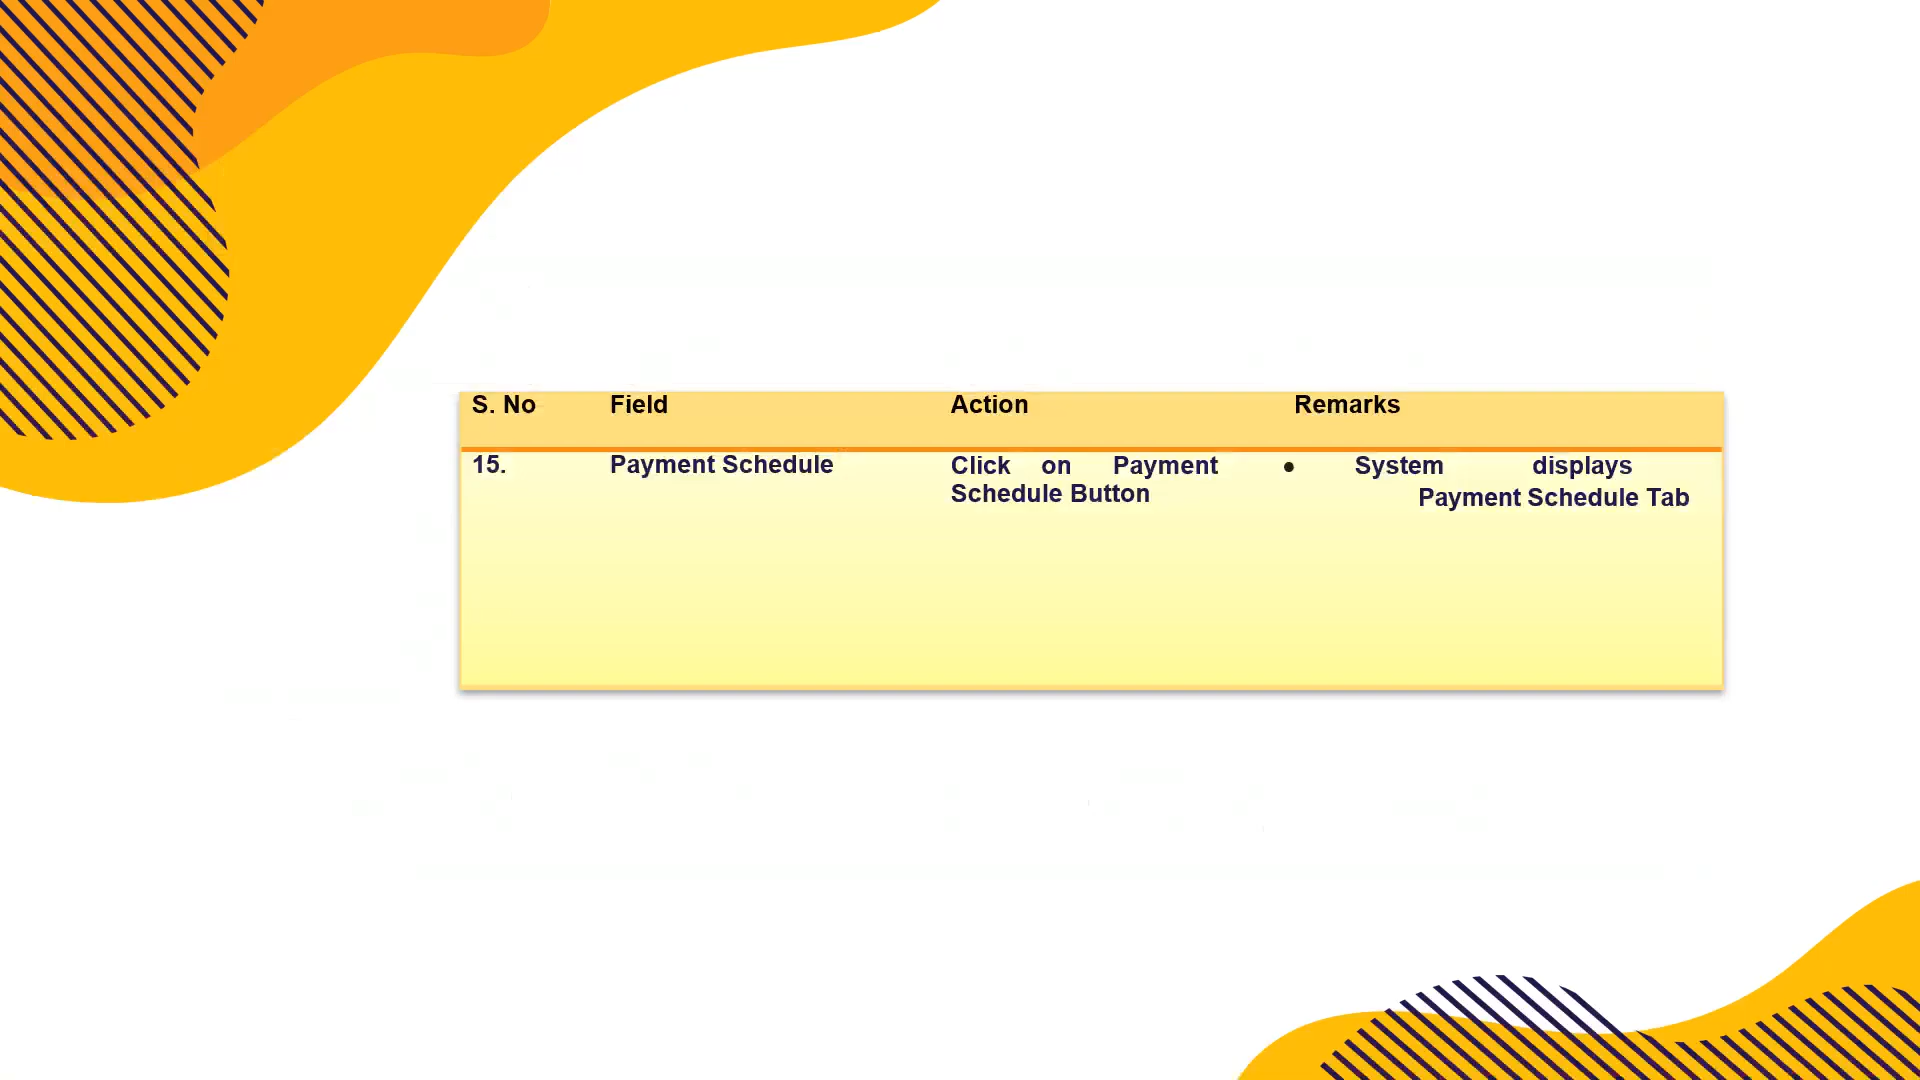 S. No Field Action Remarks
15. Payment Schedule Click on Payment ● System displays
Schedule Button Payment Schedule Tab